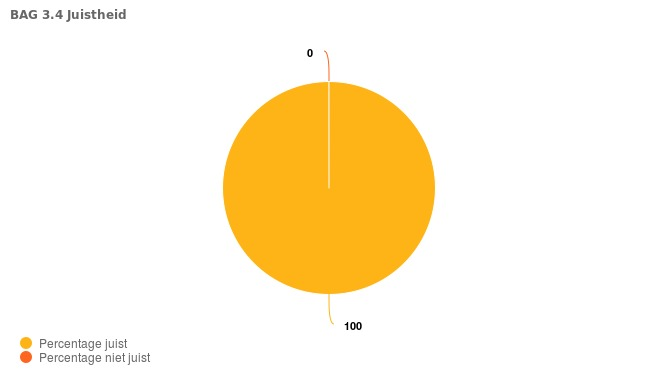 BAG 3.4 Juistheid
0
100
Percentage juist
Percentage niet juist